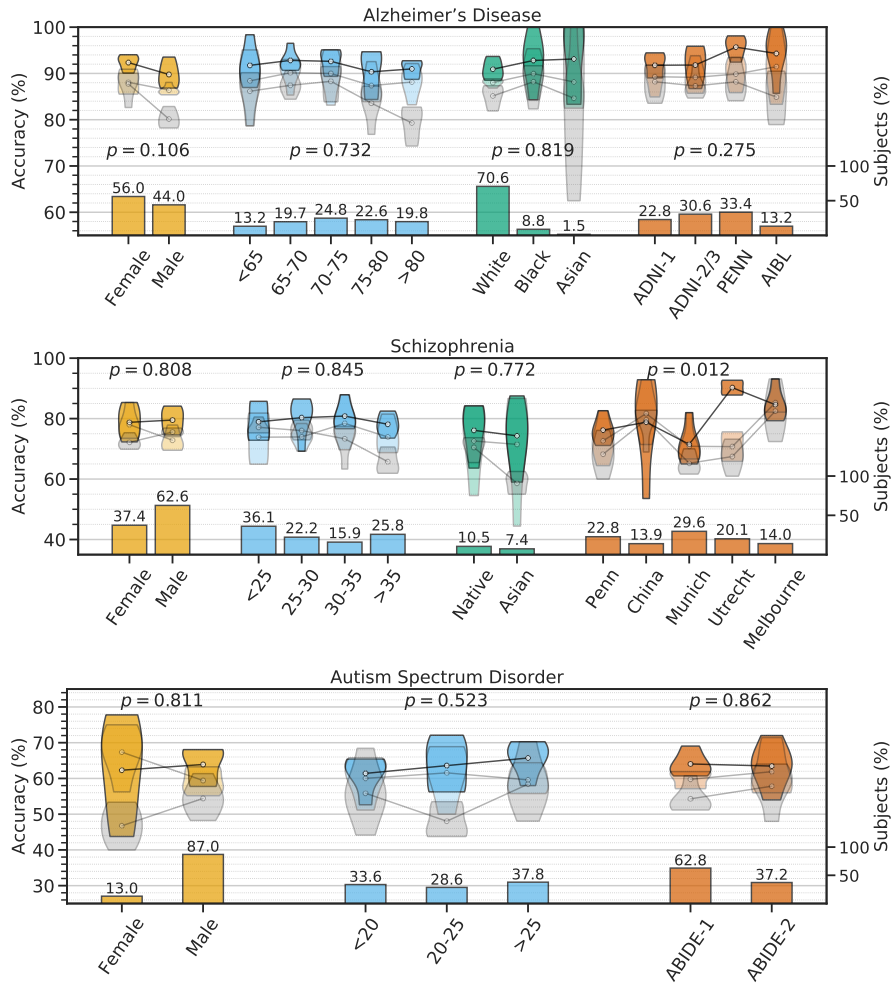 Alzheimer’s Disease
100
90
80
70
60
Accuracy (%)
p = 0.106
p = 0.732
p = 0.819
p = 0.275
56.0
44.0
13.2
19.7
24.8
22.6
19.8
70.6
8.8
1.5
22.8
30.6
33.4
13.2
100
50
Subjects (%)
Female
Male
<65
65-70
70-75
75-80
>80
White
Black
Asian
ADNI-1
ADNI-2/3
PENN
AIBL
Schizophrenia
100
80
60
40
Accuracy (%)
p = 0.808
p = 0.845
p = 0.772
p = 0.012
37.4
62.6
36.1
22.2
15.9
25.8
10.5
7.4
22.8
13.9
29.6
20.1
14.0
100
50
Subjects (%)
Female
Male
<25
25-30
30-35
>35
Native
Asian
Penn
China
Munich
Utrecht
Melbourne
Autism Spectrum Disorder
80
70
60
50
40
30
Accuracy (%)
p = 0.811
p = 0.523
p = 0.862
13.0
87.0
33.6
28.6
37.8
62.8
37.2
100
50
Subjects (%)
Female
Male
<20
20-25
>25
ABIDE-1
ABIDE-2